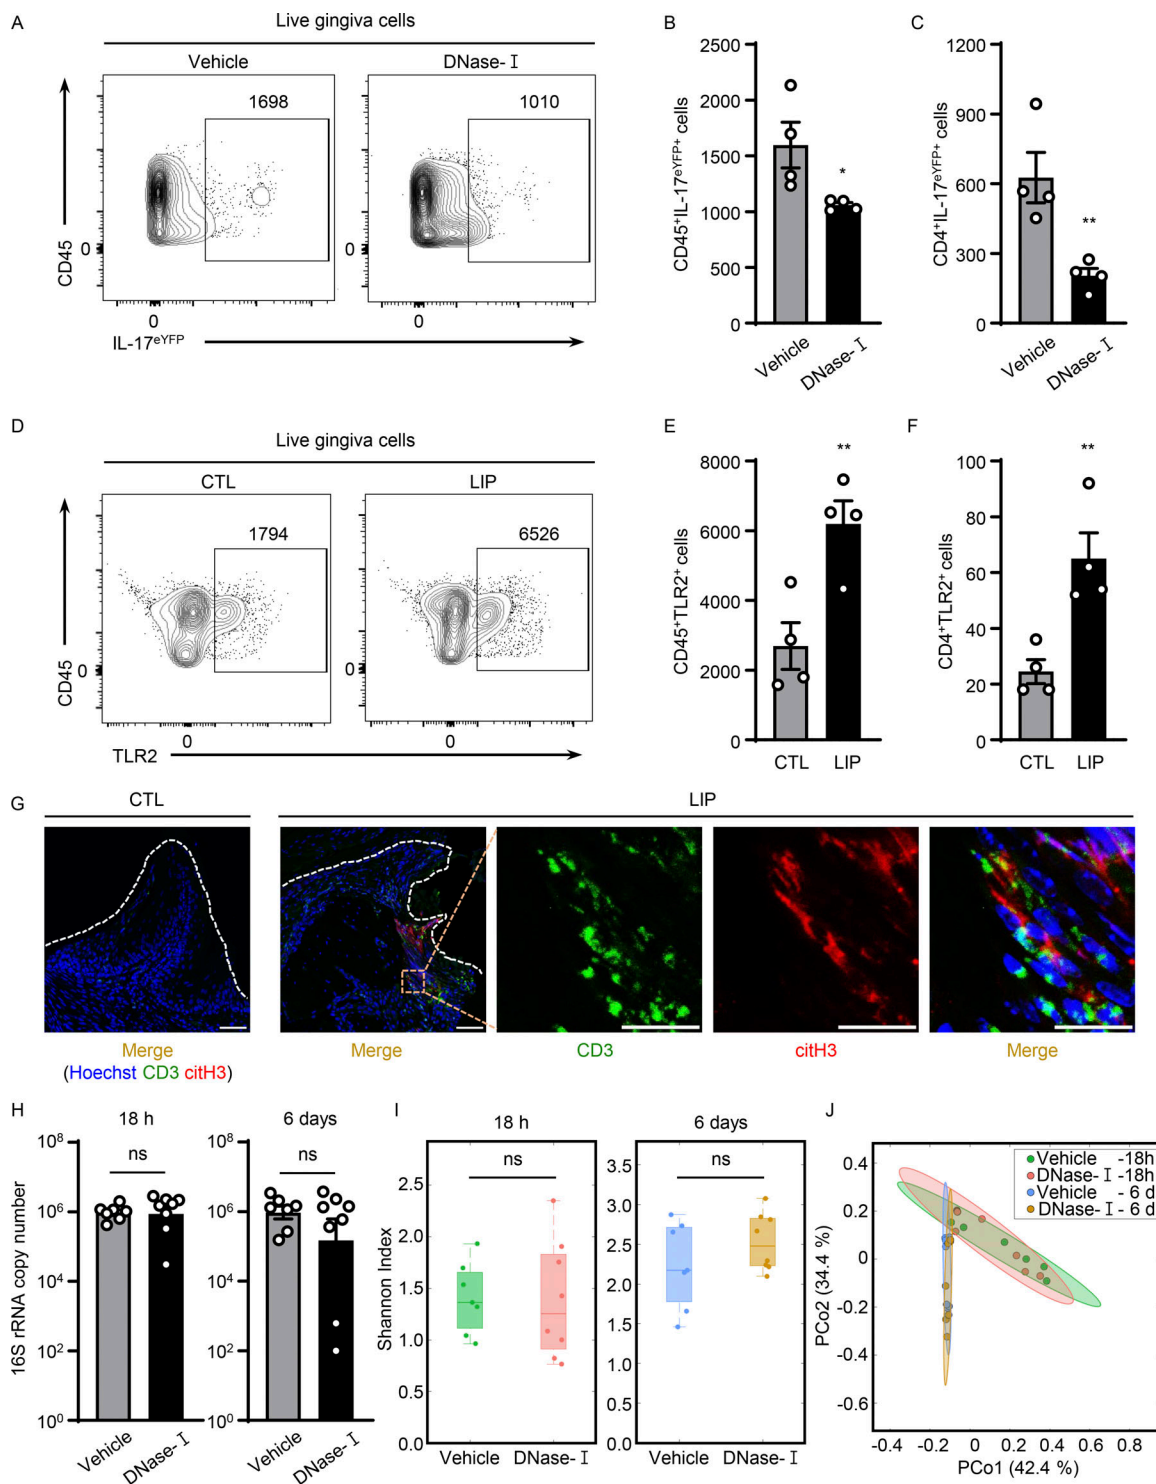 A
Live gingiva cells
Vehicle
DNase-Ⅰ
1698
1010
CD45
0
0
0
0
IL-17eYFP
B
CD45+IL-17eYFP+ cells
2500
2000
1500
1000
500
0
*
Vehicle
DNase-Ⅰ
C
CD4+IL-17eYFP+ cells
1200
900
600
300
0
**
Vehicle
DNase-Ⅰ
D
Live gingiva cells
CTL
LIP
1794
6526
CD45
0
0
0
0
TLR2
E
CD45+TLR2+ cells
8000
6000
4000
2000
0
**
CTL
LIP
F
CD4+TLR2+ cells
100
80
60
40
20
0
**
CTL
LIP
G
CTL
LIP
Merge
(Hoechst CD3 citH3)
Merge
CD3
citH3
Merge
H
18 h
6 days
16S rRNA copy number
10⁸
10⁶
10⁴
10²
10⁰
ns
Vehicle
DNase-Ⅰ
10⁸
10⁶
10⁴
10²
10⁰
ns
Vehicle
DNase-Ⅰ
I
18 h
6 days
Shannon Index
2.5
2.0
1.5
1.0
0.5
0.0
ns
Vehicle
DNase-Ⅰ
3.5
3.0
2.5
2.0
1.5
1.0
0.5
0.0
ns
Vehicle
DNase-Ⅰ
J
Vehicle -18h
DNase-Ⅰ -18h
Vehicle - 6 d
DNase-Ⅰ - 6 d
PCo2 (34.4 %)
0.4
0.2
0.0
-0.2
-0.4
-0.6
-0.4
-0.2
0
0.2
0.4
0.6
0.8
PCo1 (42.4 %)